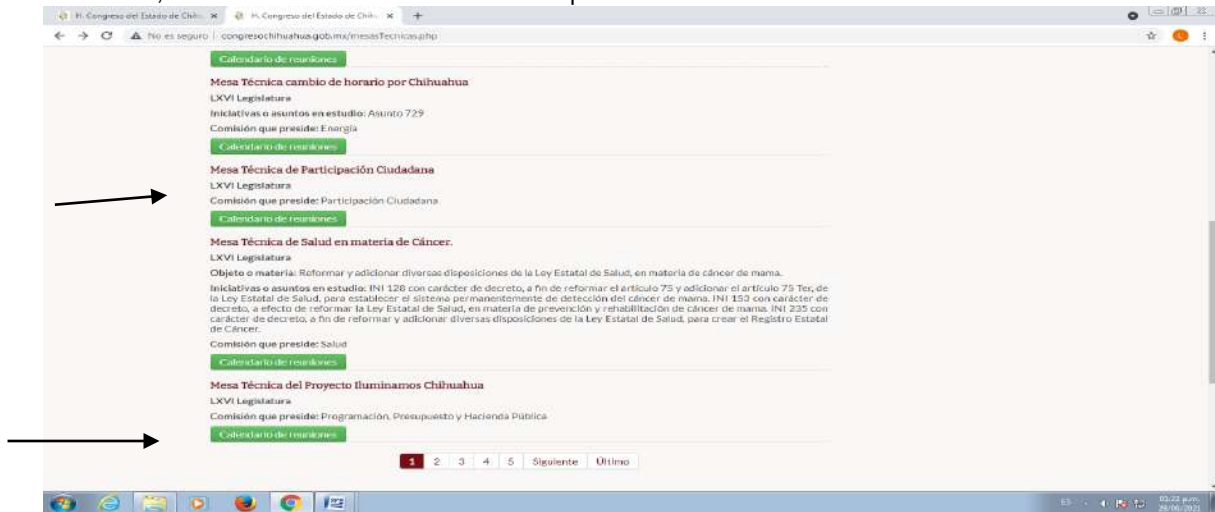 H. Congreso del Estado de Chih
H. Congreso del Estado de Chih
No es seguro
congresochihuahua.gob.mx/mesasTecnicas.php
Calendario de reuniones
Mesa Técnica cambio de horario por Chihuahua
LXVI Legislatura
Iniciativas o asuntos en estudio: Asunto 729
Comisión que preside: Energía
Calendario de reuniones
Mesa Técnica de Participación Ciudadana
LXVI Legislatura
Comisión que preside: Participación Ciudadana
Calendario de reuniones
Mesa Técnica de Salud en materia de Cáncer.
LXVI Legislatura
Objeto o materia: Reformar y adicionar diversas disposiciones de la Ley Estatal de Salud, en materia de cáncer de mama.
Iniciativas o asuntos en estudio: INI 128 con carácter de decreto, a fin de reformar el artículo 75 y adicionar el artículo 75 Ter, de
la Ley Estatal de Salud, para establecer el sistema permanentemente de detección del cáncer de mama. INI 153 con carácter de
decreto, a efecto de reformar la Ley Estatal de Salud, en materia de prevención y rehabilitación de cáncer de mama. INI 235 con
carácter de decreto, a fin de reformar y adicionar diversas disposiciones de la Ley Estatal de Salud, para crear el Registro Estatal
de Cáncer.
Comisión que preside: Salud
Calendario de reuniones
Mesa Técnica del Proyecto Iluminamos Chihuahua
LXVI Legislatura
Comisión que preside: Programación, Presupuesto y Hacienda Pública
Calendario de reuniones
1 2 3 4 5 Siguiente Último
ES
03:23 p.m.
29/06/2021